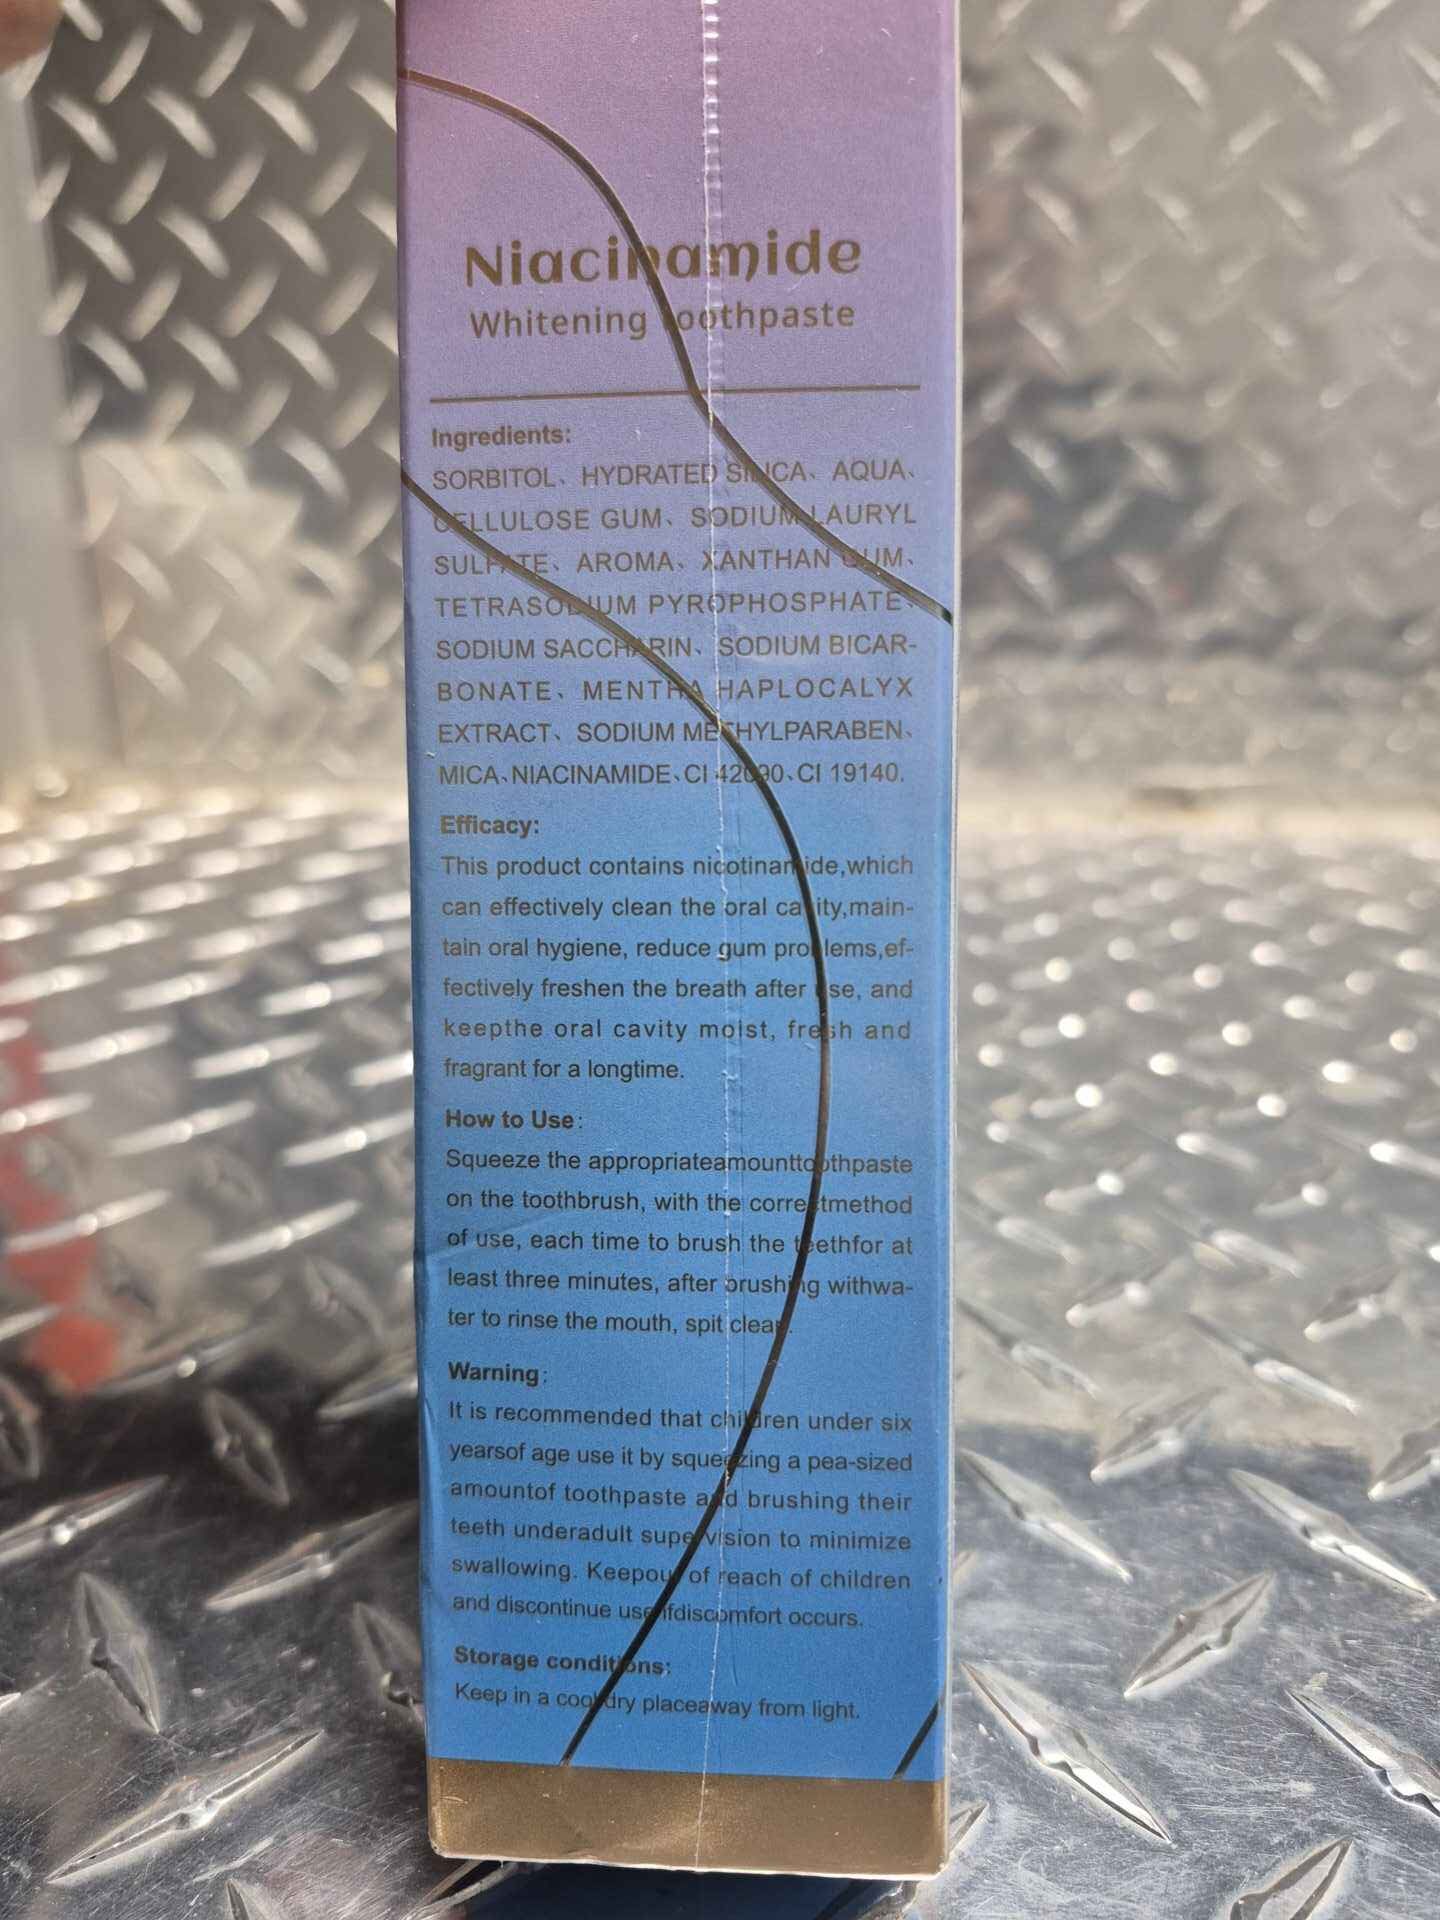 Niacinamide
Whitening toothpaste
Ingredients:
SORBITOL、HYDRATED SILICA、AQUA、
CELLULOSE GUM、SODIUM LAURYL
SULFATE、AROMA、XANTHAN GUM、
TETRASODIUM PYROPHOSPHATE、
SODIUM SACCHARIN、SODIUM BICAR-
BONATE、MENTHA HAPLOCALYX
EXTRACT、SODIUM METHYLPARABEN、
MICA、NIACINAMIDE、CI 42090、CI 19140.
Efficacy:
This product contains nicotinamide,which
can effectively clean the oral cavity,main-
tain oral hygiene, reduce gum problems,ef-
fectively freshen the breath after use, and
keepthe oral cavity moist, fresh and
fragrant for a longtime.
How to Use:
Squeeze the appropriateamounttoothpaste
on the toothbrush, with the correctmethod
of use, each time to brush the teethfor at
least three minutes, after brushing withwa-
ter to rinse the mouth, spit clean.
Warning:
It is recommended that children under six
yearsof age use it by squeezing a pea-sized
amountof toothpaste and brushing their
teeth underadult supervision to minimize
swallowing. Keepout of reach of children
and discontinue useifdiscomfort occurs.
Storage conditions:
Keep in a cool dry placeaway from light.